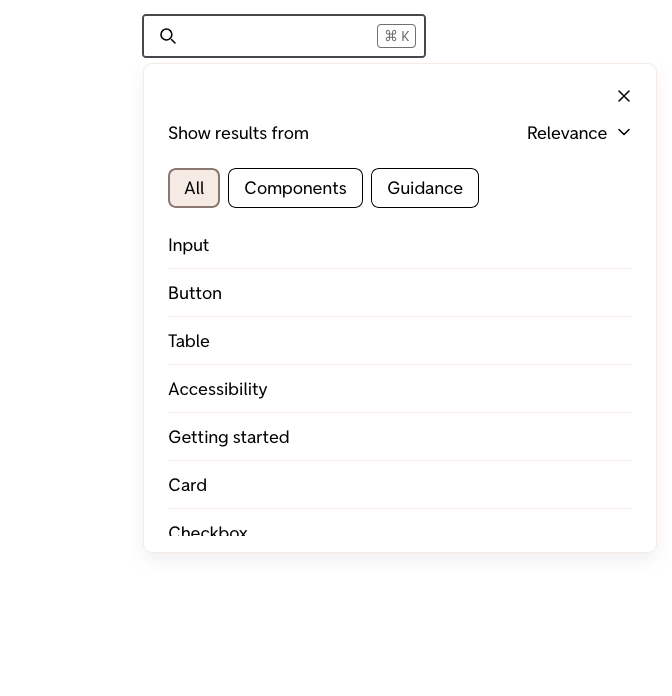 ⌘ K
Show results from
Relevance
All
Components
Guidance
Input
Button
Table
Accessibility
Getting started
Card
Checkbox